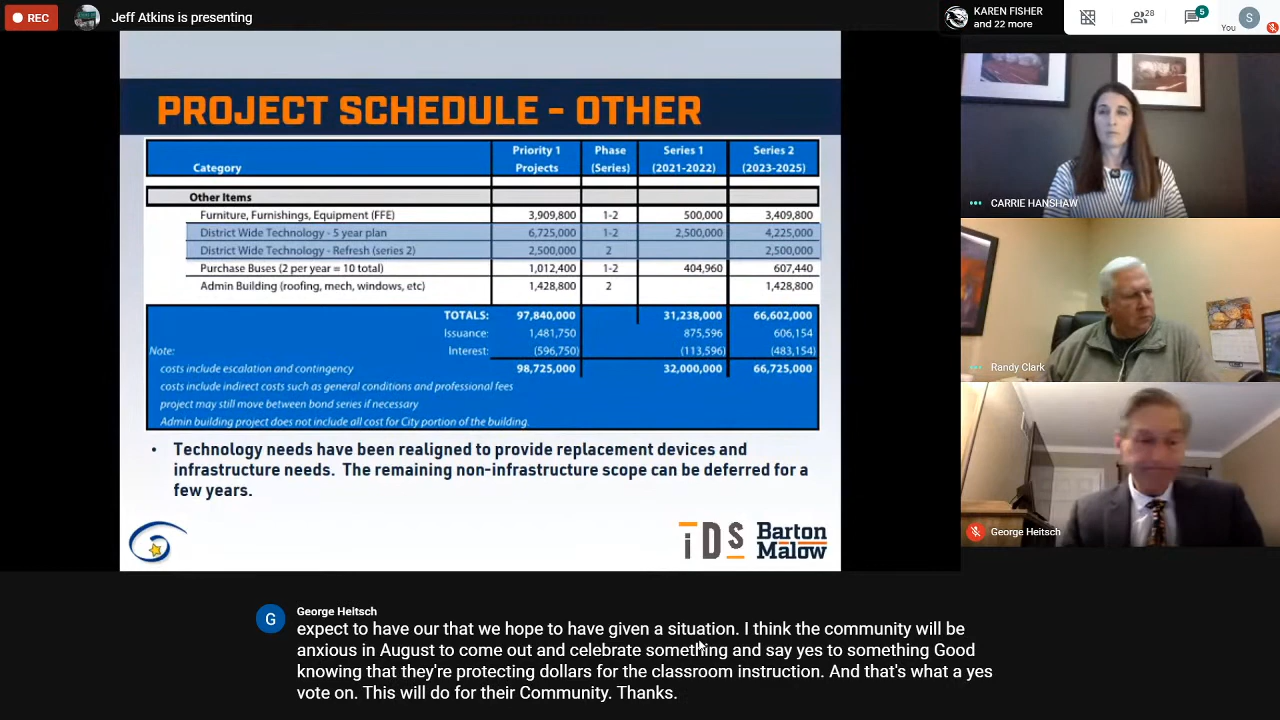 REC
Jeff Atkins is presenting
KAREN FISHER
and 22 more
28
5
You
S
PROJECT SCHEDULE - OTHER
Category Priority 1 Projects Phase (Series) Series 1 (2021-2022) Series 2 (2023-2025)
Other Items
Furniture, Furnishings, Equipment (FFE) 3,909,800 1-2 500,000 3,409,800
District Wide Technology - 5 year plan 6,725,000 1-2 2,500,000 4,225,000
District Wide Technology - Refresh (series 2) 2,500,000 2 2,500,000
Purchase Buses (2 per year = 10 total) 1,012,400 1-2 404,960 607,440
Admin Building (roofing, mech, windows, etc) 1,428,800 2 1,428,800
TOTALS: 97,840,000 31,238,000 66,602,000
Issuance: 1,481,750 875,596 606,154
Note: Interest: (596,750) (113,596) (483,154)
costs include escalation and contingency 98,725,000 32,000,000 66,725,000
costs include indirect costs such as general conditions and professional fees
project may still move between bond series if necessary
Admin building project does not include all cost for City portion of the building.
• Technology needs have been realigned to provide replacement devices and
infrastructure needs. The remaining non-infrastructure scope can be deferred for a
few years.
iDS
Barton
Malow
CARRIE HANSHAW
Randy Clark
George Heitsch
G
George Heitsch
expect to have our that we hope to have given a situation. I think the community will be
anxious in August to come out and celebrate something and say yes to something Good
knowing that they're protecting dollars for the classroom instruction. And that's what a yes
vote on. This will do for their Community. Thanks.